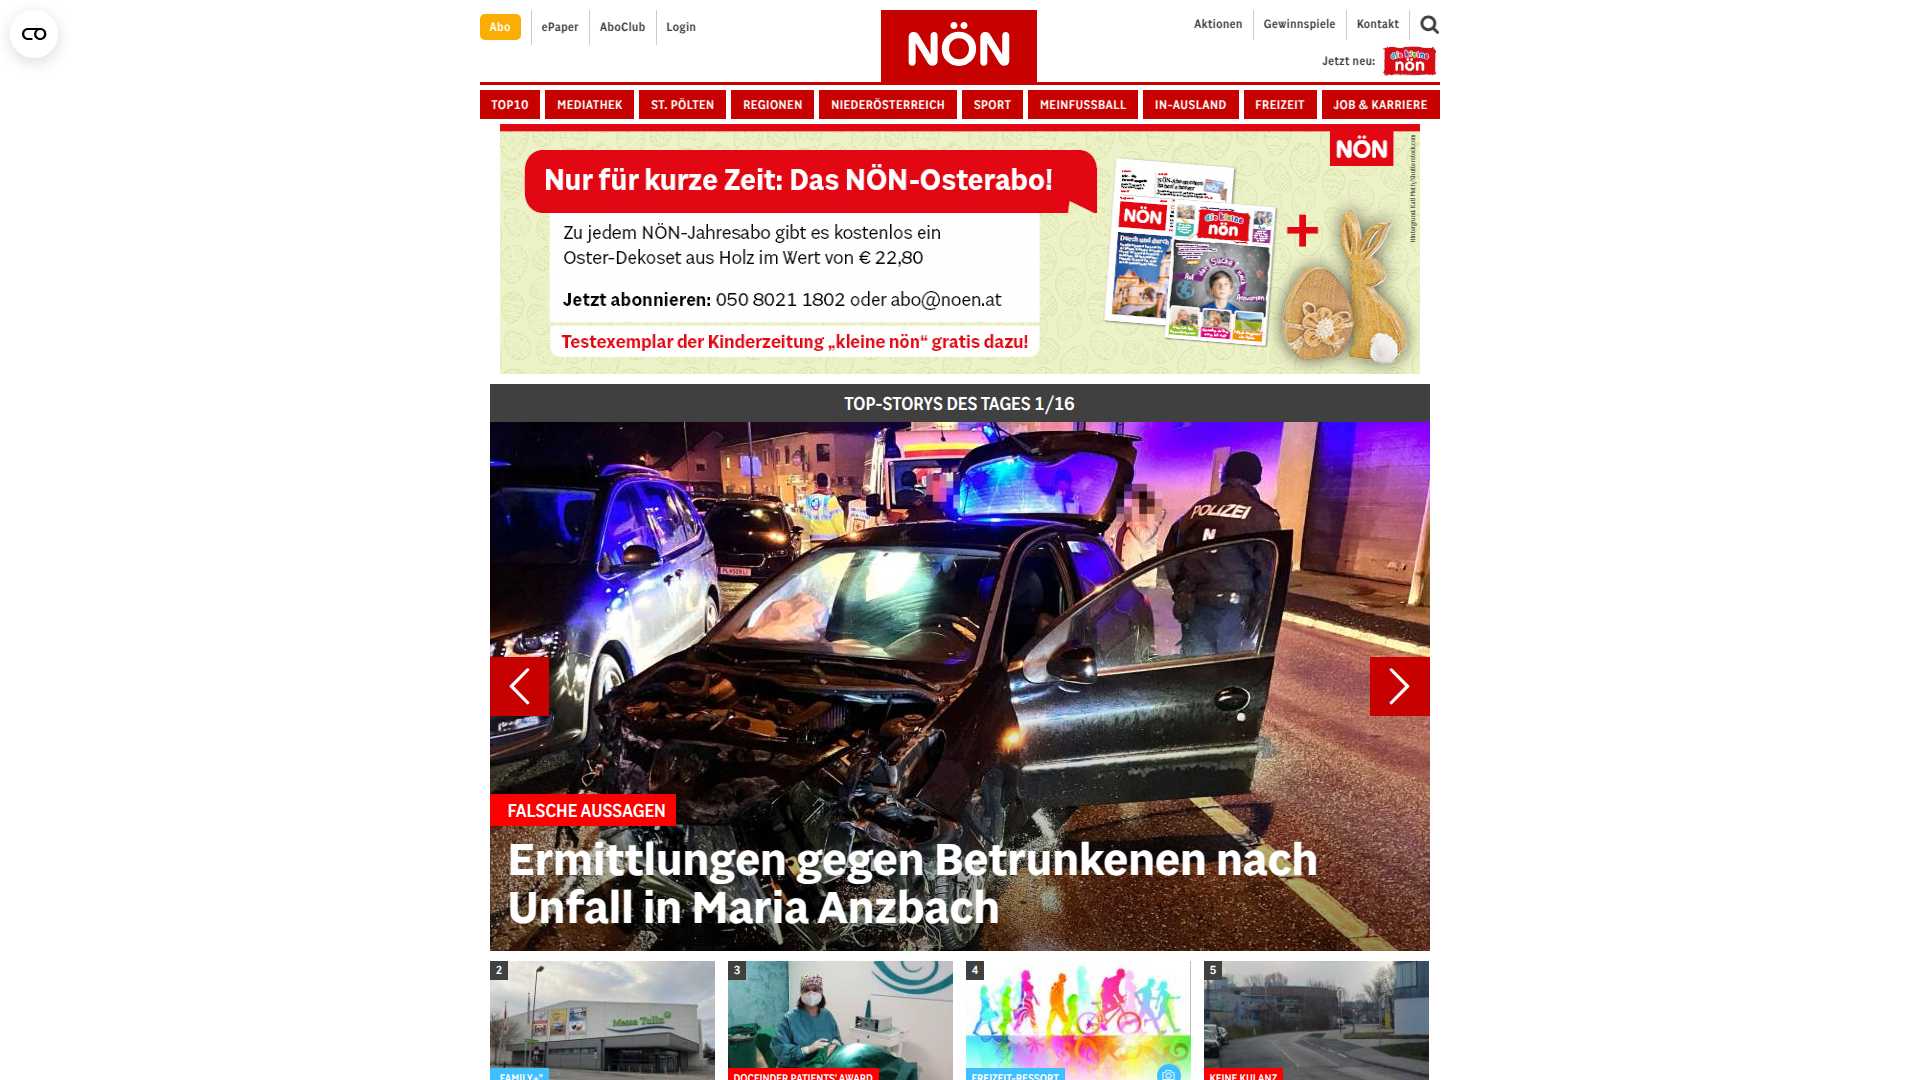 Abo
ePaper
AboClub
Login
NÖN
Aktionen
Gewinnspiele
Kontakt
Jetzt neu:
die kleine
nön
TOP10
MEDIATHEK
ST. PÖLTEN
REGIONEN
NIEDERÖSTERREICH
SPORT
MEINFUSSBALL
IN-AUSLAND
FREIZEIT
JOB & KARRIERE
NÖN
Nur für kurze Zeit: Das NÖN-Osterabo!
Zu jedem NÖN-Jahresabo gibt es kostenlos ein
Oster-Dekoset aus Holz im Wert von € 22,80
Jetzt abonnieren: 050 8021 1802 oder abo@noen.at
Testexemplar der Kinderzeitung „kleine nön“ gratis dazu!
NÖN
die kleine
nön
Durch und durch
+
TOP-STORYS DES TAGES 1/16
POLIZEI
FALSCHE AUSSAGEN
Ermittlungen gegen Betrunkenen nach
Unfall in Maria Anzbach
2
3
4
5
Messe Tulln
FAMILY+"
DOCFINDER PATIENTS' AWARD
FREIZEIT-RESSORT
KEINE KULANZ